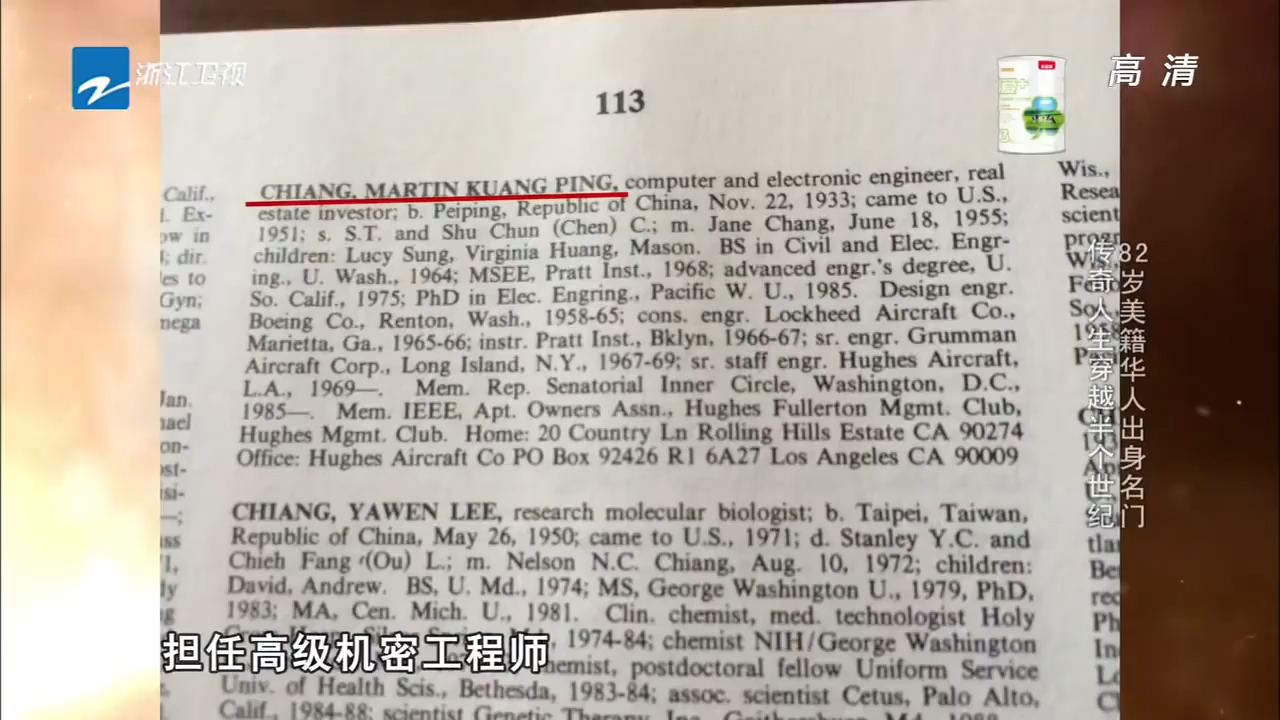 浙江卫视
高清
113
CHIANG, MARTIN KUANG PING, computer and electronic engineer, real
estate investor; b. Peiping, Republic of China, Nov. 22, 1933; came to U.S.,
1951; s. S.T. and Shu Chun (Chen) C.; m. Jane Chang, June 18, 1955;
children: Lucy Sung, Virginia Huang, Mason. BS in Civil and Elec. Engr-
ing., U. Wash., 1964; MSEE, Pratt Inst., 1968; advanced engr.'s degree, U.
So. Calif., 1975; PhD in Elec. Engring., Pacific W. U., 1985. Design engr.
Boeing Co., Renton, Wash., 1958-65; cons. engr. Lockheed Aircraft Co.,
Marietta, Ga., 1965-66; instr. Pratt Inst., Bklyn, 1966-67; sr. engr. Grumman
Aircraft Corp., Long Island, N.Y., 1967-69; sr. staff engr. Hughes Aircraft,
L.A., 1969—. Mem. Rep. Senatorial Inner Circle, Washington, D.C.,
1985—. Mem. IEEE, Apt. Owners Assn., Hughes Fullerton Mgmt. Club,
Hughes Mgmt. Club. Home: 20 Country Ln Rolling Hills Estate CA 90274
Office: Hughes Aircraft Co PO Box 92426 R1 6A27 Los Angeles CA 90009
CHIANG, YAWEN LEE, research molecular biologist; b. Taipei, Taiwan,
Republic of China, May 26, 1950; came to U.S., 1971; d. Stanley Y.C. and
Chieh Fang (Ou) L.; m. Nelson N.C. Chiang, Aug. 10, 1972; children:
David, Andrew. BS, U. Md., 1974; MS, George Washington U., 1979, PhD,
1983; MA, Cen. Mich. U., 1981. Clin. chemist, med. technologist Holy
1974-84; chemist NIH/George Washington
postdoctoral fellow Uniform Service
Univ. of Health Scis., Bethesda, 1983-84; assoc. scientist Cetus, Palo Alto,
Calif., 1984-88; scientist Genetic Therapy, Inc.
82岁美籍华人出身名门
传奇人生穿越半个世纪
担任高级机密工程师